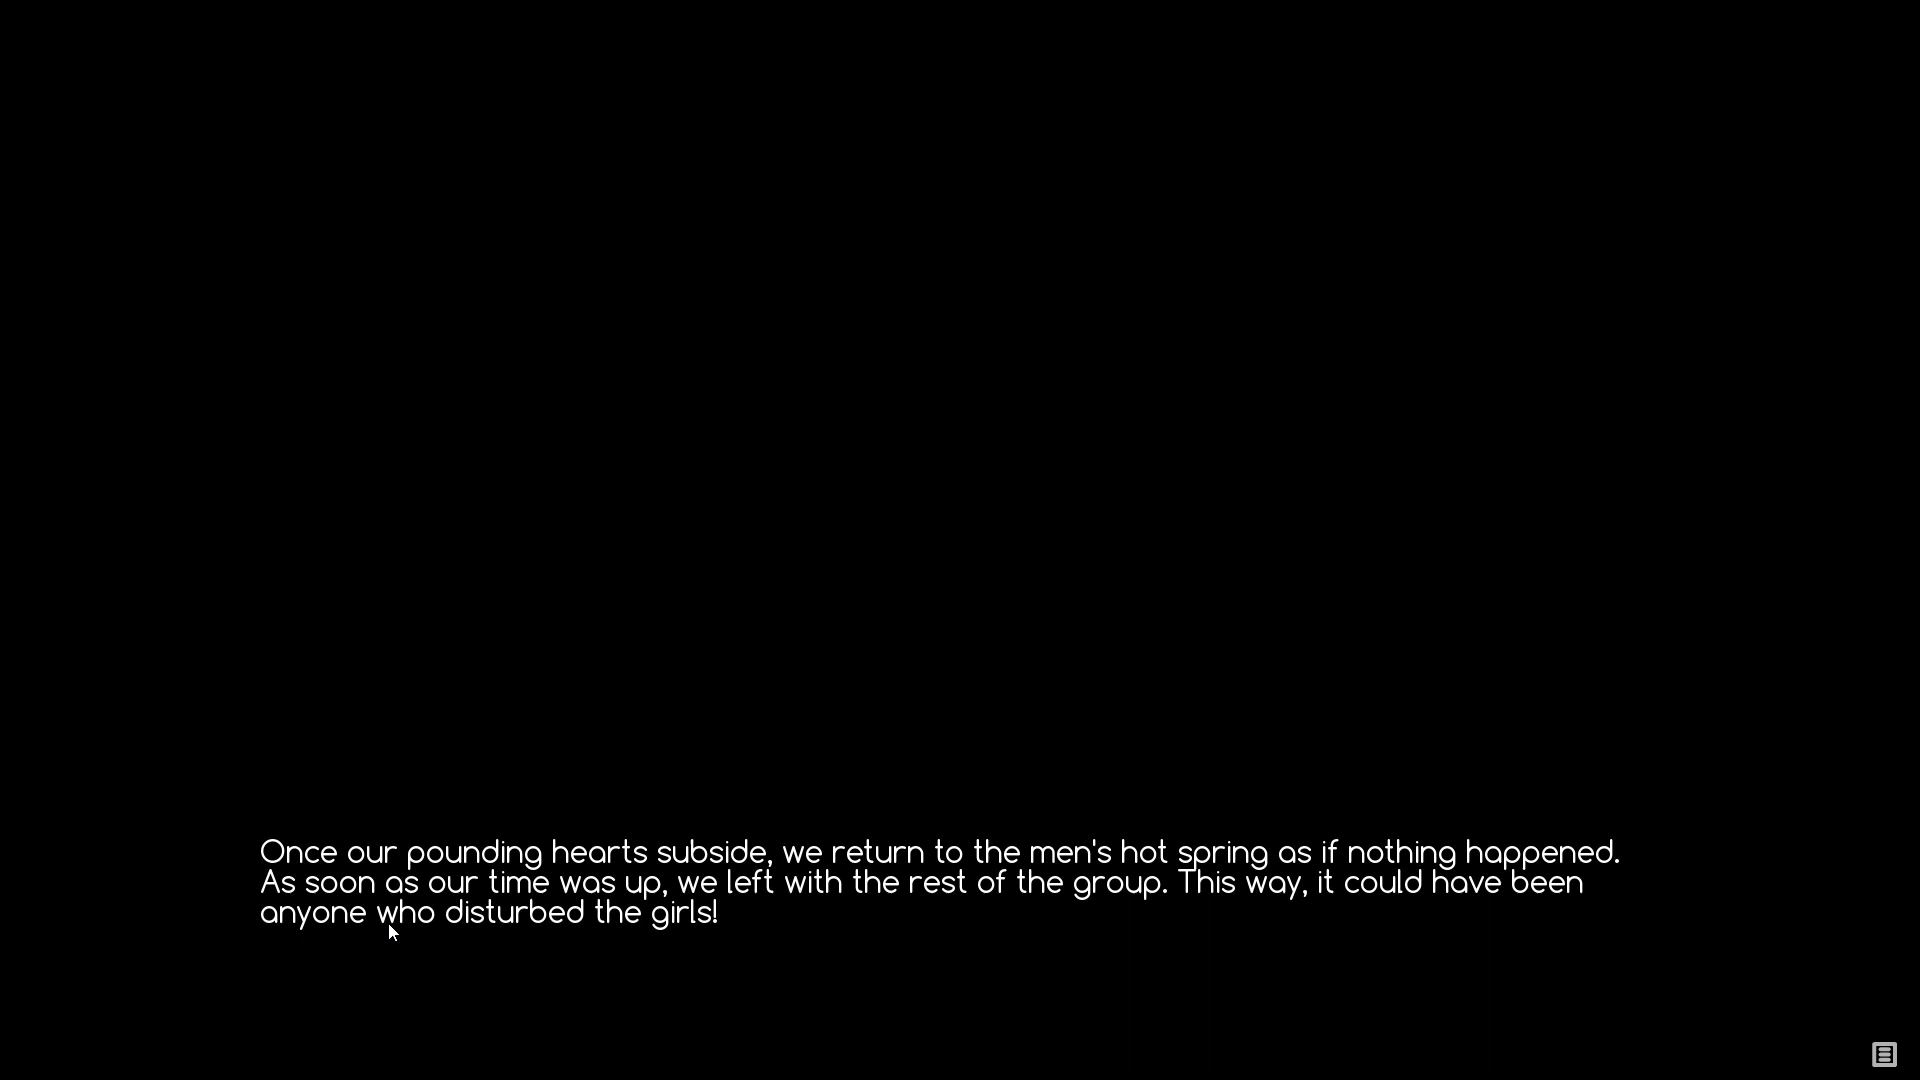 Once our pounding hearts subside, we return to the men's hot spring as if nothing happened.
As soon as our time was up, we left with the rest of the group. This way, it could have been
anyone who disturbed the girls!